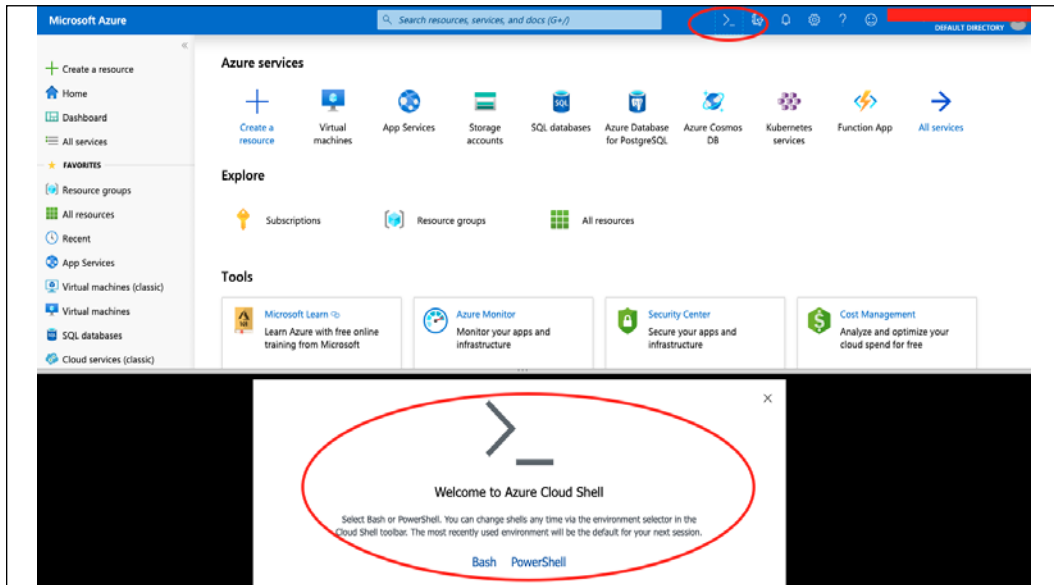 Microsoft Azure
Search resources, services, and docs (G+/)
DEFAULT DIRECTORY
Create a resource
Home
Dashboard
All services
FAVORITES
Resource groups
All resources
Recent
App Services
Virtual machines (classic)
Virtual machines
SQL databases
Cloud services (classic)
Azure services
Create a resource
Virtual machines
App Services
Storage accounts
SQL databases
Azure Database for PostgreSQL
Azure Cosmos DB
Kubernetes services
Function App
All services
Explore
Subscriptions
Resource groups
All resources
Tools
Microsoft Learn
Learn Azure with free online
training from Microsoft
Azure Monitor
Monitor your apps and
infrastructure
Security Center
Secure your apps and
infrastructure
Cost Management
Analyze and optimize your
cloud spend for free
Welcome to Azure Cloud Shell
Select Bash or PowerShell. You can change shells any time via the environment selector in the
Cloud Shell toolbar. The most recently used environment will be the default for your next session.
Bash PowerShell